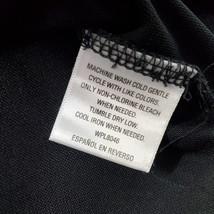 MACHINE WASH COLD GENTLE
CYCLE WITH LIKE COLORS.
ONLY NON-CHLORINE BLEACH
WHEN NEEDED.
TUMBLE DRY LOW.
COOL IRON WHEN NEEDED.
WPL8046
ESPAÑOL EN REVERSO